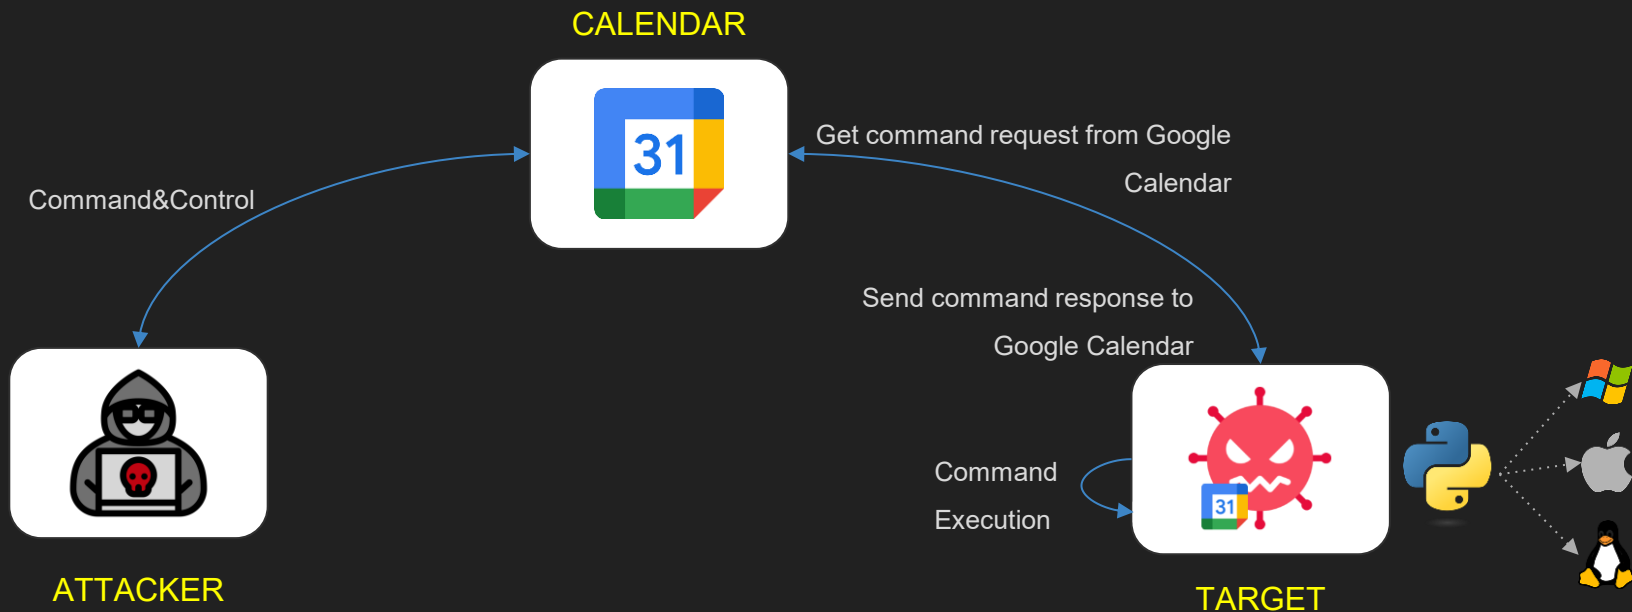 CALENDAR
31
Get command request from Google
Calendar
Command&Control
Send command response to
Google Calendar
Command
Execution
31
ATTACKER
TARGET